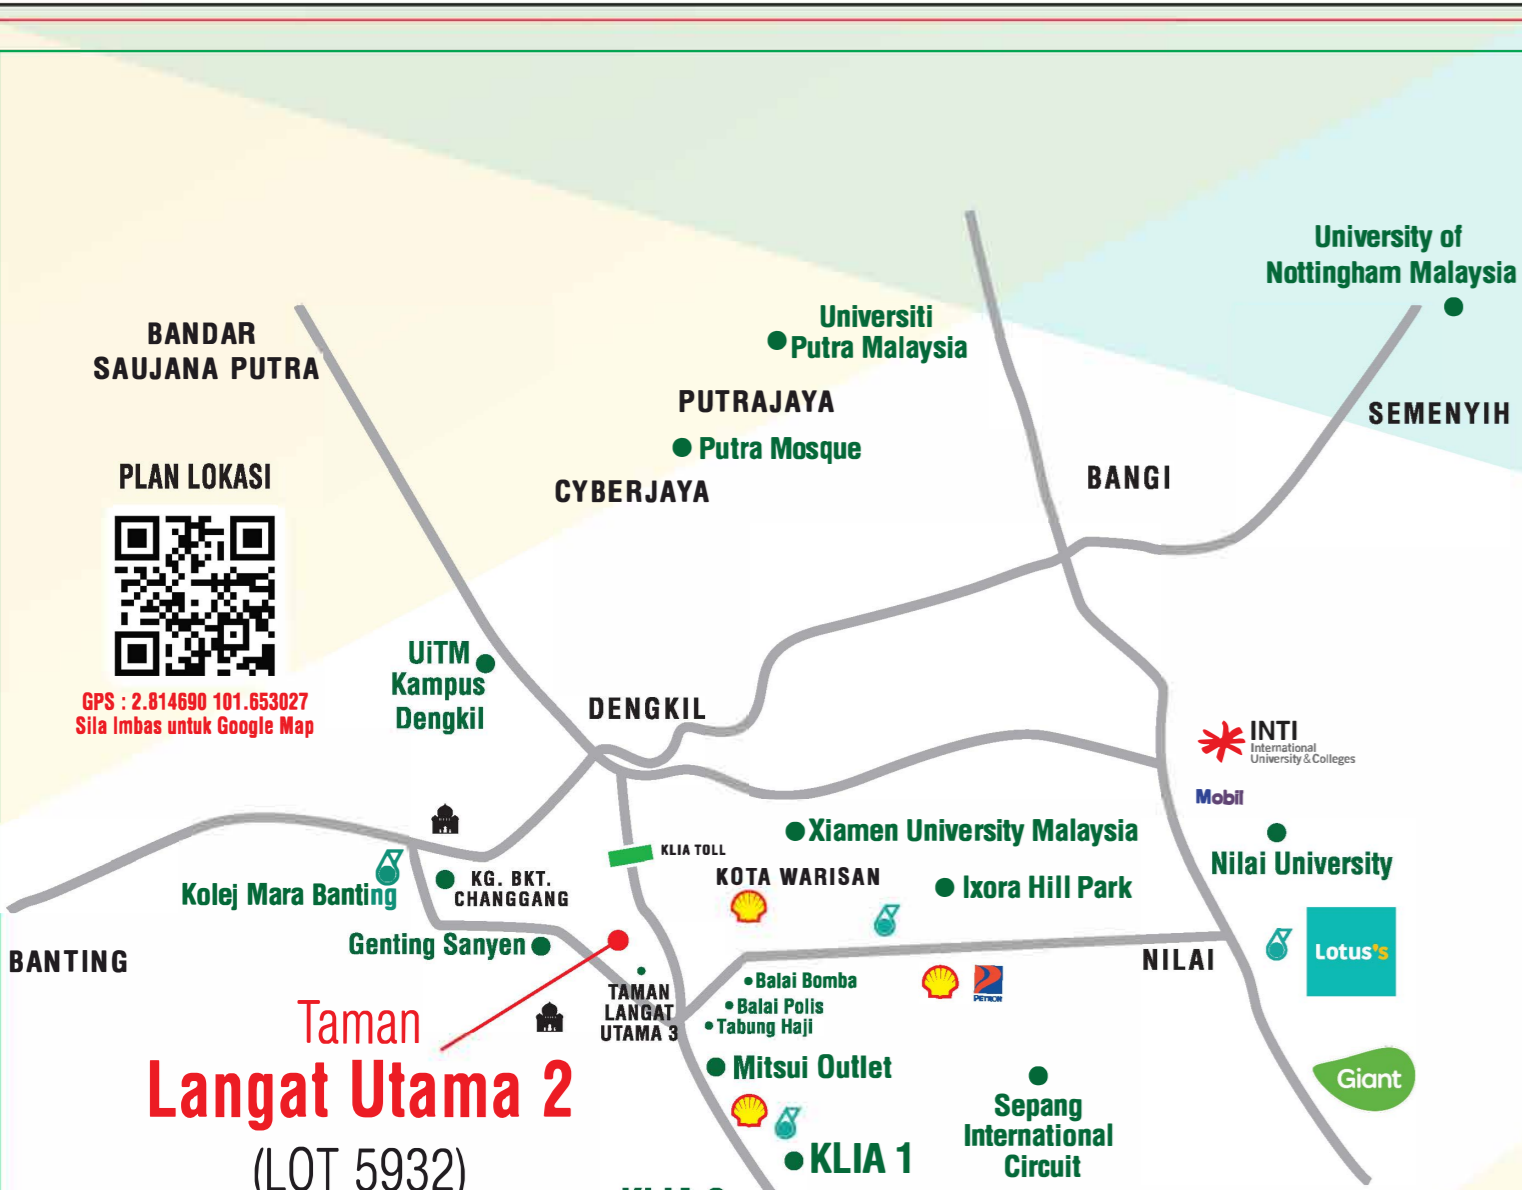 University of
Nottingham Malaysia
Universiti
Putra Malaysia
BANDAR
SAUJANA PUTRA
PUTRAJAYA
SEMENYIH
Putra Mosque
PLAN LOKASI
CYBERJAYA
BANGI
GPS : 2.814690 101.653027
Sila Imbas untuk Google Map
UiTM
Kampus
Dengkil
DENGKIL
INTI
International
University & Colleges
Mobil
Xiamen University Malaysia
KLIA TOLL
Nilai University
KOTA WARISAN
Ixora Hill Park
Kolej Mara Banting
KG. BKT.
CHANGGANG
Genting Sanyen
BANTING
NILAI
Lotus's
Balai Bomba
PETRON
TAMAN
LANGAT
UTAMA 3
Balai Polis
Tabung Haji
Taman
Langat Utama 2
(LOT 5932)
Mitsui Outlet
Giant
Sepang
International
Circuit
KLIA 1